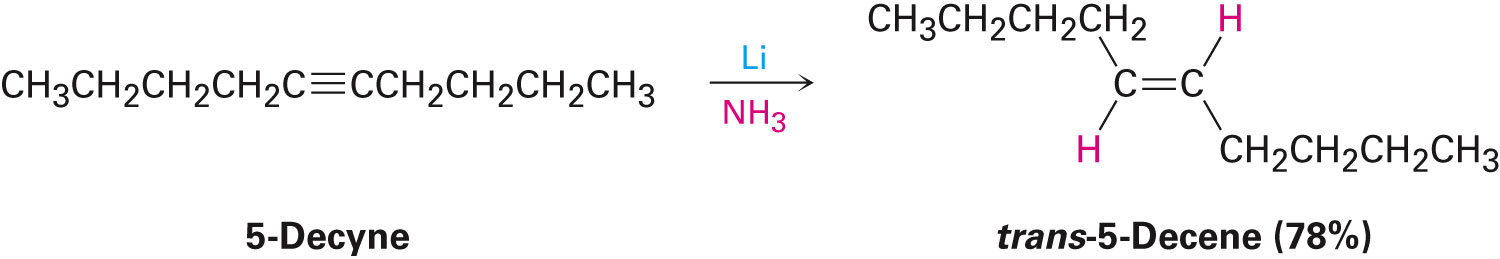 CH₃CH₂CH₂CH₂C≡CCH₂CH₂CH₂CH₃
Li
NH₃
CH₃CH₂CH₂CH₂
H
C=C
H
CH₂CH₂CH₂CH₃
5-Decyne
trans-5-Decene (78%)